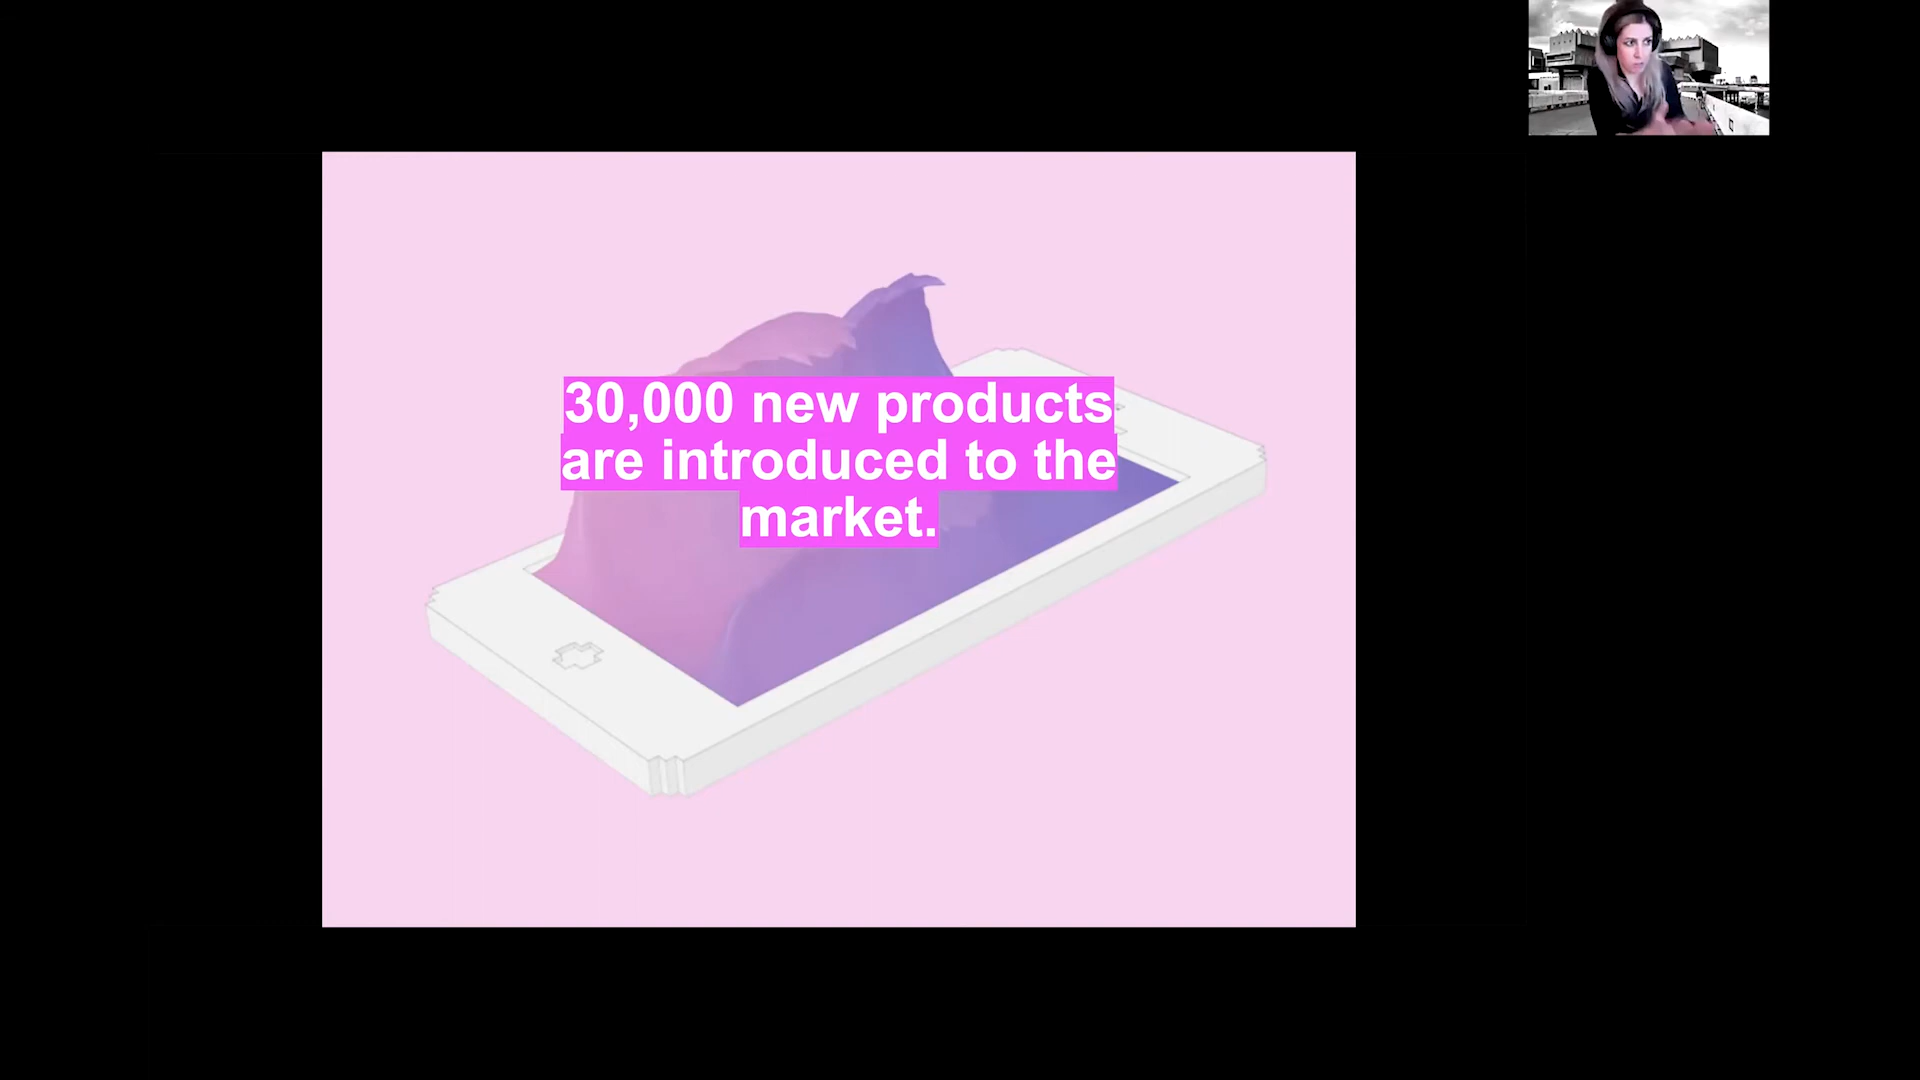 30,000 new products
are introduced to the
market.